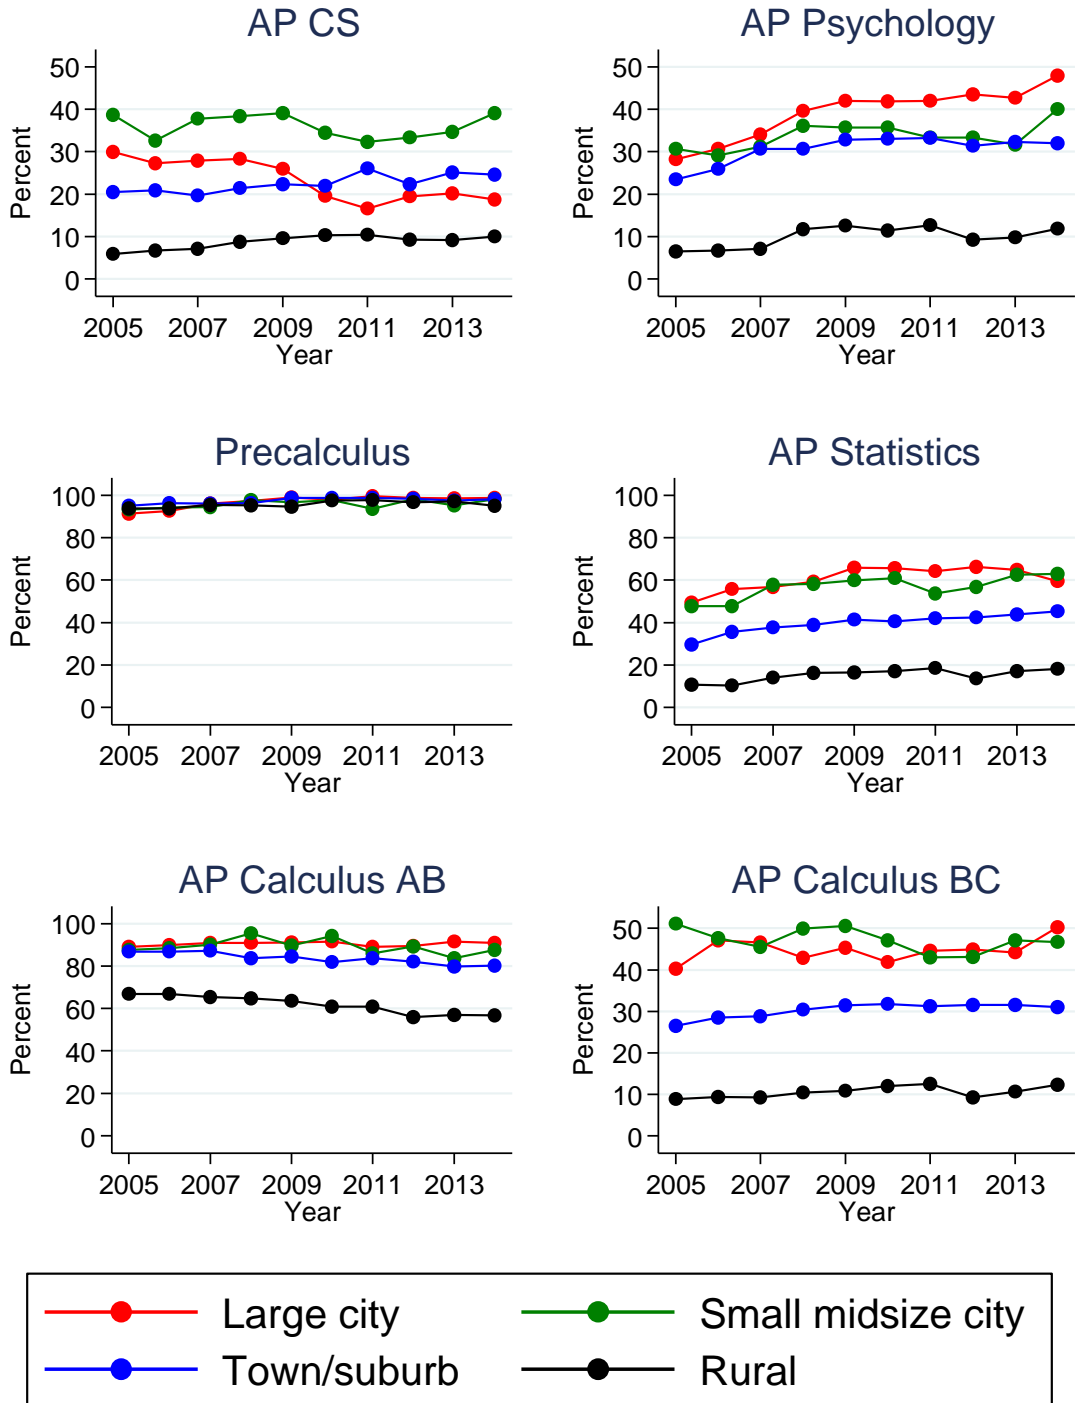 AP CS
AP Psychology
50
40
30
20
10
0
Percent
2005 2007 2009 2011 2013
Year
50
40
30
20
10
0
Percent
2005 2007 2009 2011 2013
Year
Precalculus
AP Statistics
100
80
60
40
20
0
Percent
2005 2007 2009 2011 2013
Year
100
80
60
40
20
0
Percent
2005 2007 2009 2011 2013
Year
AP Calculus AB
AP Calculus BC
100
80
60
40
20
0
Percent
2005 2007 2009 2011 2013
Year
50
40
30
20
10
0
Percent
2005 2007 2009 2011 2013
Year
Large city
Small midsize city
Town/suburb
Rural